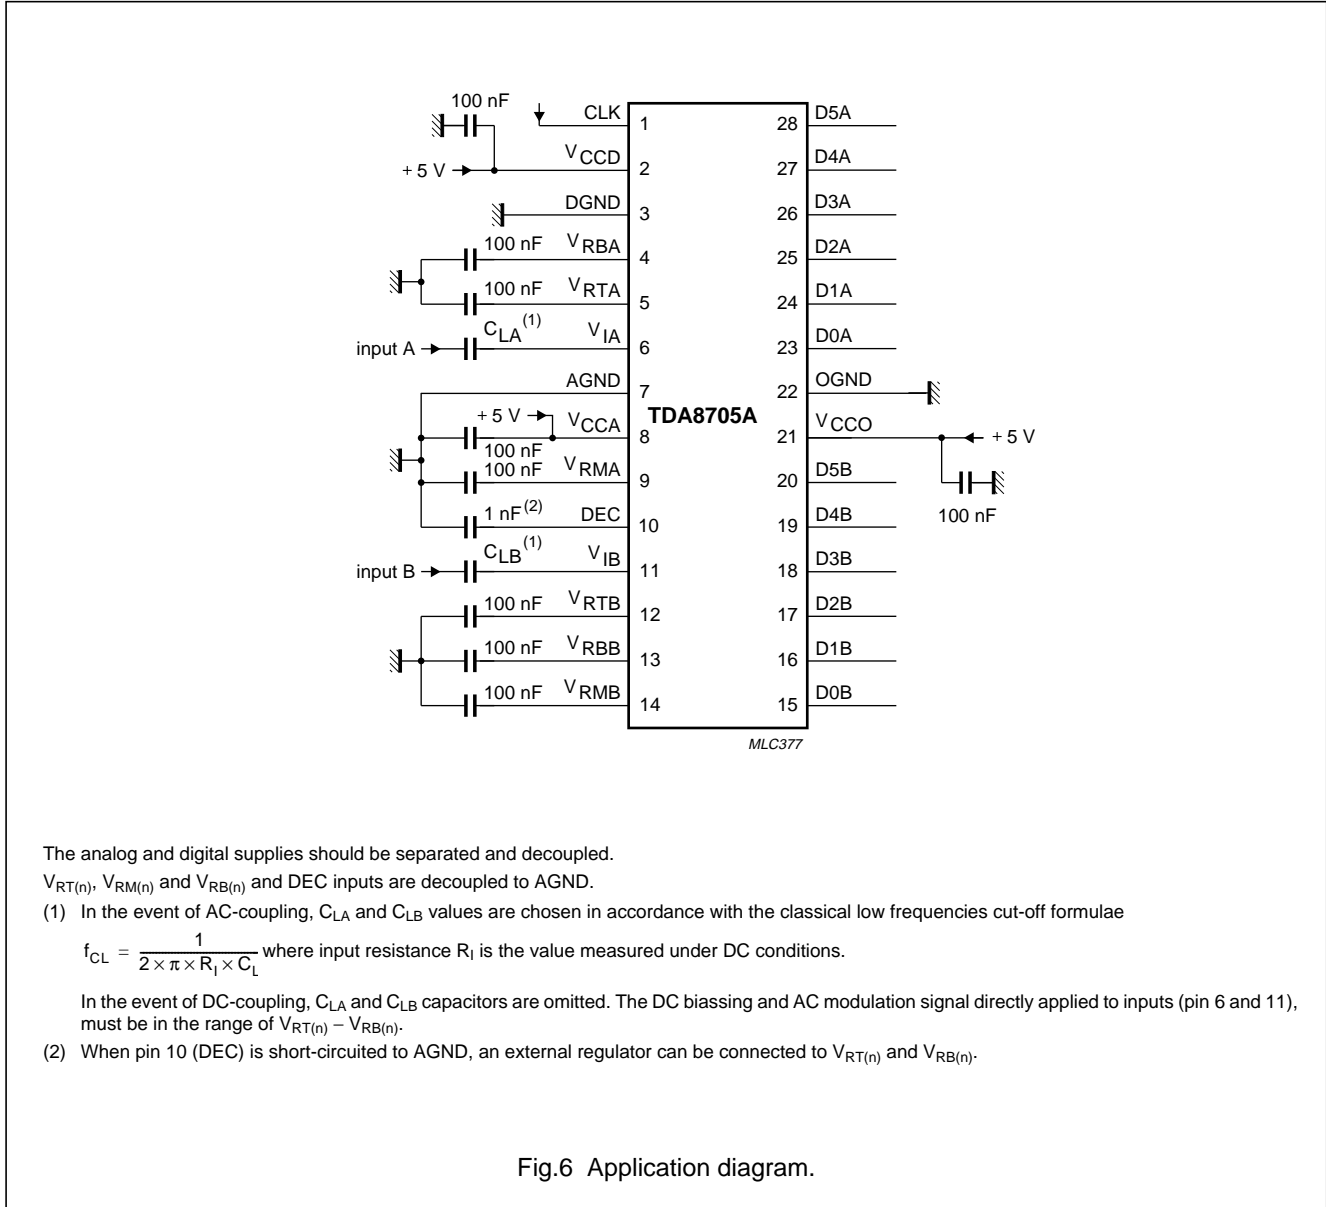 100 nF
CLK 1 28 D5A
VCCD
+ 5 V 2 27 D4A
DGND 3 26 D3A
100 nF VRBA 4 25 D2A
100 nF VRTA 5 24 D1A
CLA(1) VIA
input A 6 23 D0A
AGND 7 22 OGND
TDA8705A
+ 5 V VCCA 8 21 VCCO + 5 V
100 nF
100 nF VRMA 9 20 D5B
100 nF
1 nF(2) DEC 10 19 D4B
CLB(1) VIB
input B 11 18 D3B
100 nF VRTB 12 17 D2B
100 nF VRBB 13 16 D1B
100 nF VRMB 14 15 D0B
MLC377
The analog and digital supplies should be separated and decoupled.
VRT(n), VRM(n) and VRB(n) and DEC inputs are decoupled to AGND.
(1) In the event of AC-coupling, CLA and CLB values are chosen in accordance with the classical low frequencies cut-off formulae
fCL = 1 / (2 × π × RI × CL) where input resistance RI is the value measured under DC conditions.
In the event of DC-coupling, CLA and CLB capacitors are omitted. The DC biassing and AC modulation signal directly applied to inputs (pin 6 and 11),
must be in the range of VRT(n) − VRB(n).
(2) When pin 10 (DEC) is short-circuited to AGND, an external regulator can be connected to VRT(n) and VRB(n).
Fig.6 Application diagram.